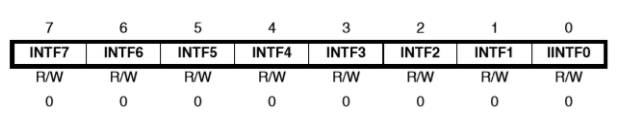 7 6 5 4 3 2 1 0
INTF7 INTF6 INTF5 INTF4 INTF3 INTF2 INTF1 IINTF0
R/W R/W R/W R/W R/W R/W R/W R/W
0 0 0 0 0 0 0 0